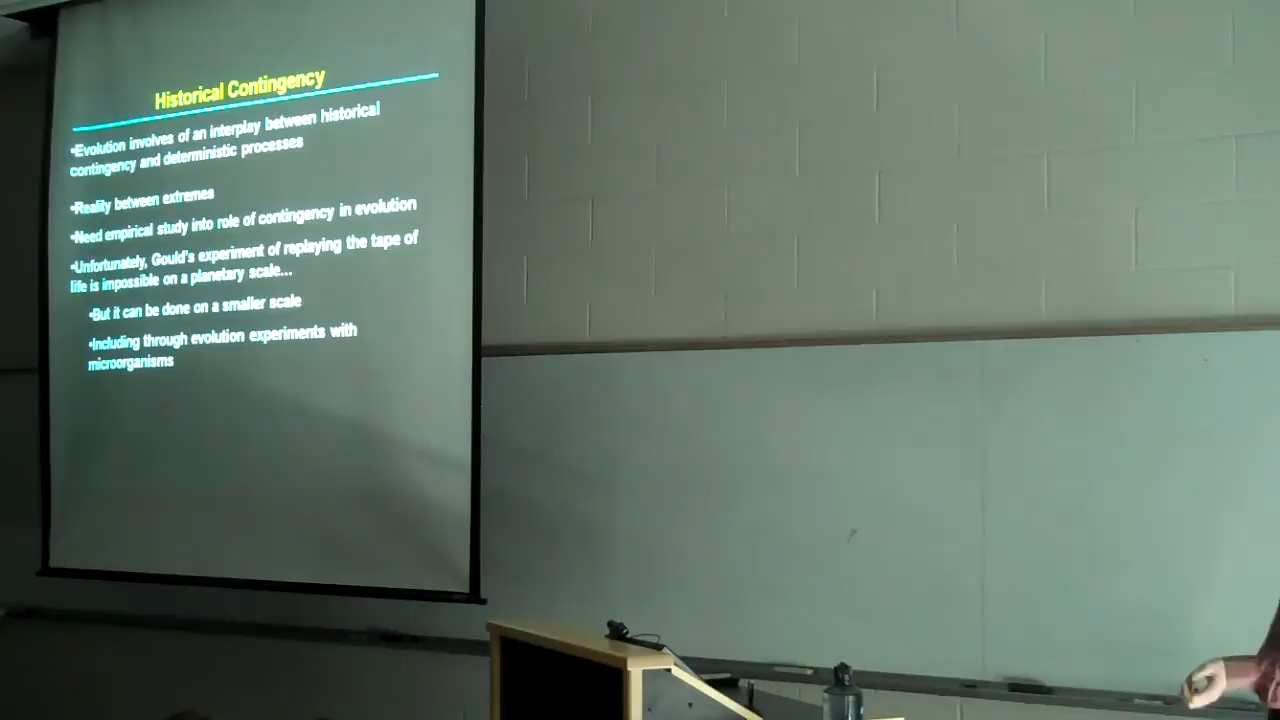 Historical Contingency
•Evolution involves of an interplay between historical
contingency and deterministic processes
•Reality between extremes
•Need empirical study into role of contingency in evolution
•Unfortunately, Gould's experiment of replaying the tape of
life is impossible on a planetary scale...
•But it can be done on a smaller scale
•Including through evolution experiments with
microorganisms